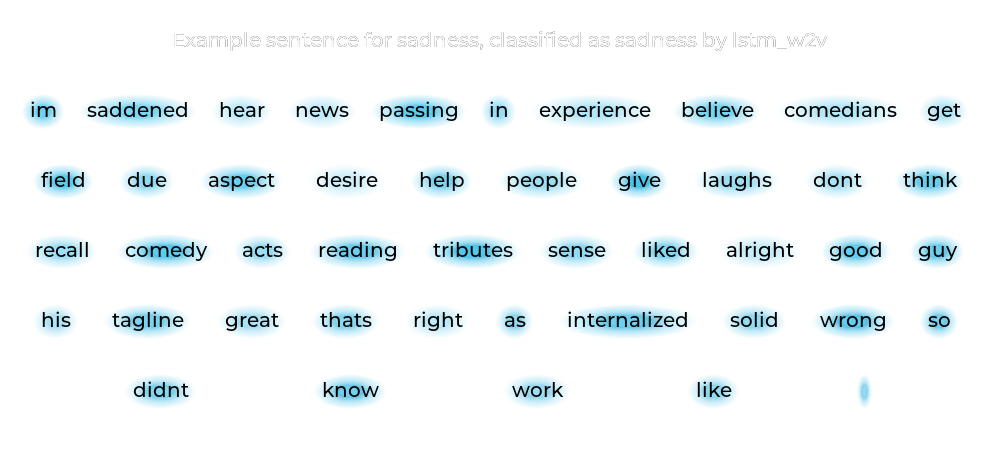 Example sentence for sadness, classified as sadness by lstm_w2v
im saddened hear news passing in experience believe comedians get
field due aspect desire help people give laughs dont think
recall comedy acts reading tributes sense liked alright good guy
his tagline great thats right as internalized solid wrong so
didnt know work like